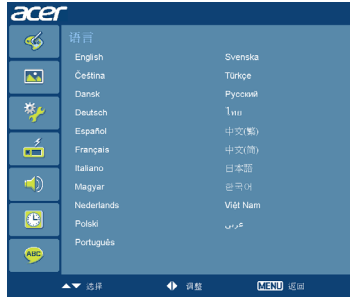 acer
语言
English Svenska
Čeština Türkçe
Dansk Русский
Deutsch ไทย
Español 中文(繁)
Français 中文(简)
Italiano 日本語
Magyar 한국어
Nederlands Việt Nam
Polski عربي
Português
ABC
▲▼ 选择 ◀▶ 调整 MENU 返回